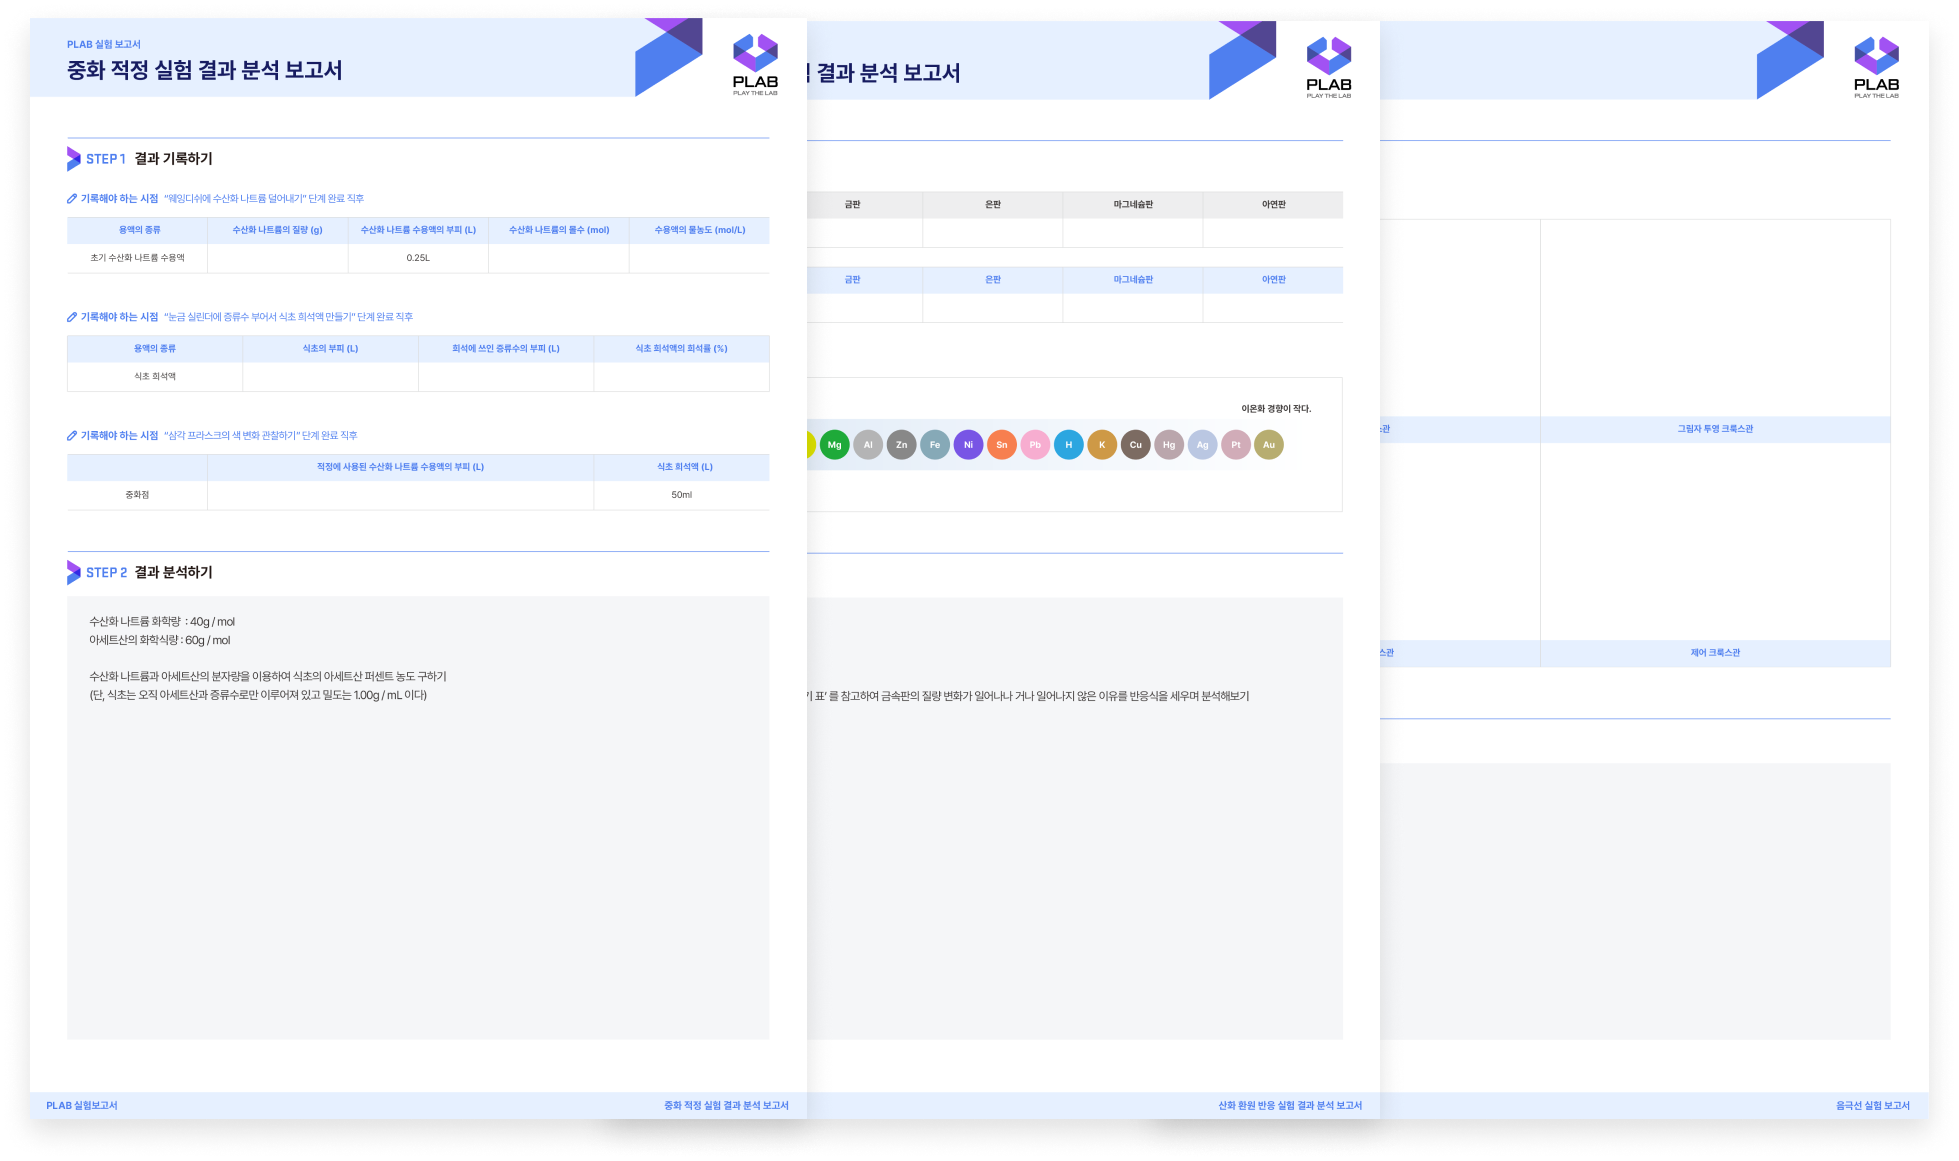 PLAB 실험 보고서
중화 적정 실험 결과 분석 보고서
PLAB
PLAY THE LAB
STEP 1 결과 기록하기
기록해야 하는 시점 “웨잉디쉬에 수산화 나트륨 덜어내기” 단계 완료 직후
용액의 종류 수산화 나트륨의 질량 (g) 수산화 나트륨 수용액의 부피 (L) 수산화 나트륨의 몰수 (mol) 수용액의 몰농도 (mol/L)
초기 수산화 나트륨 수용액 0.25L
기록해야 하는 시점 “눈금 실린더에 증류수 부어서 식초 희석액 만들기” 단계 완료 직후
용액의 종류 식초의 부피 (L) 희석에 쓰인 증류수의 부피 (L) 식초 희석액의 희석률 (%)
식초 희석액
기록해야 하는 시점 “삼각 프라스크의 색 변화 관찰하기” 단계 완료 직후
적정에 사용된 수산화 나트륨 수용액의 부피 (L) 식초 희석액 (L)
중화점 50ml
STEP 2 결과 분석하기
수산화 나트륨 화학량 : 40g / mol
아세트산의 화학식량 : 60g / mol
수산화 나트륨과 아세트산의 분자량을 이용하여 식초의 아세트산 퍼센트 농도 구하기
(단, 식초는 오직 아세트산과 증류수로만 이루어져 있고 밀도는 1.00g / mL 이다)
PLAB 실험보고서 중화 적정 실험 결과 분석 보고서
결과 분석 보고서
PLAB
PLAY THE LAB
금판 은판 마그네슘판 아연판
금판 은판 마그네슘판 아연판
이온화 경향이 작다.
Mg Al Zn Fe Ni Sn Pb H K Cu Hg Ag Pt Au
표’ 를 참고하여 금속판의 질량 변화가 일어나나 거나 일어나지 않은 이유를 반응식을 세우며 분석해보기
산화 환원 반응 실험 결과 분석 보고서
PLAB
PLAY THE LAB
그림자 투영 크룩스관
제어 크룩스관
음극선 실험 보고서